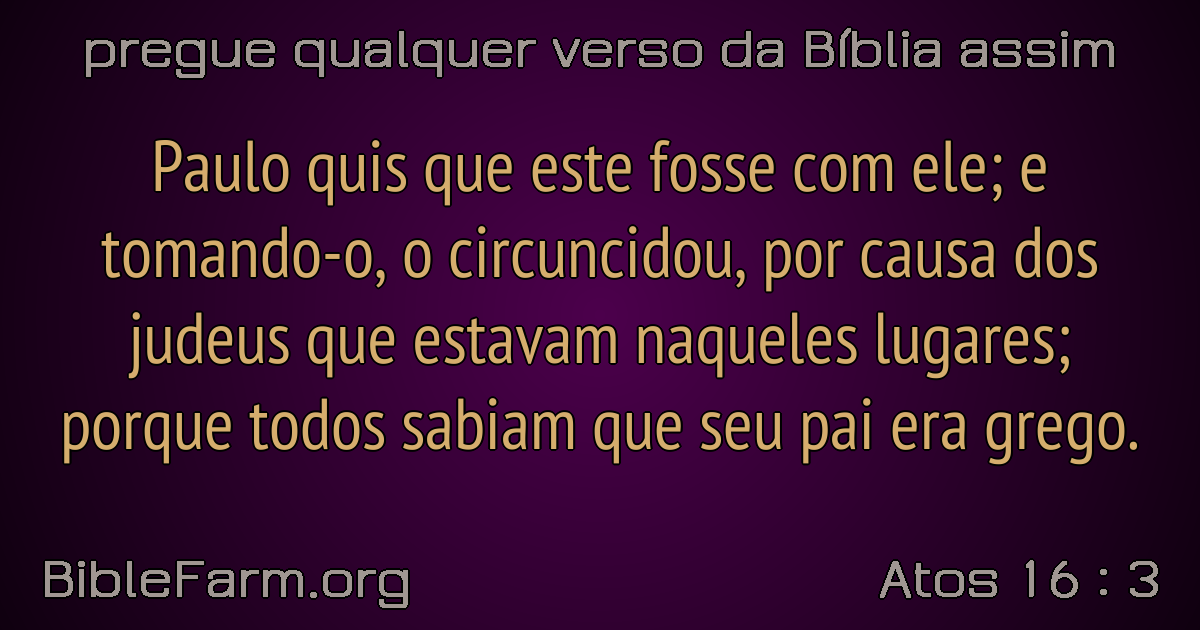 pregue qualquer verso da Bíblia assim
Paulo quis que este fosse com ele; e
tomando-o, o circuncidou, por causa dos
judeus que estavam naqueles lugares;
porque todos sabiam que seu pai era grego.
BibleFarm.org
Atos 16 : 3